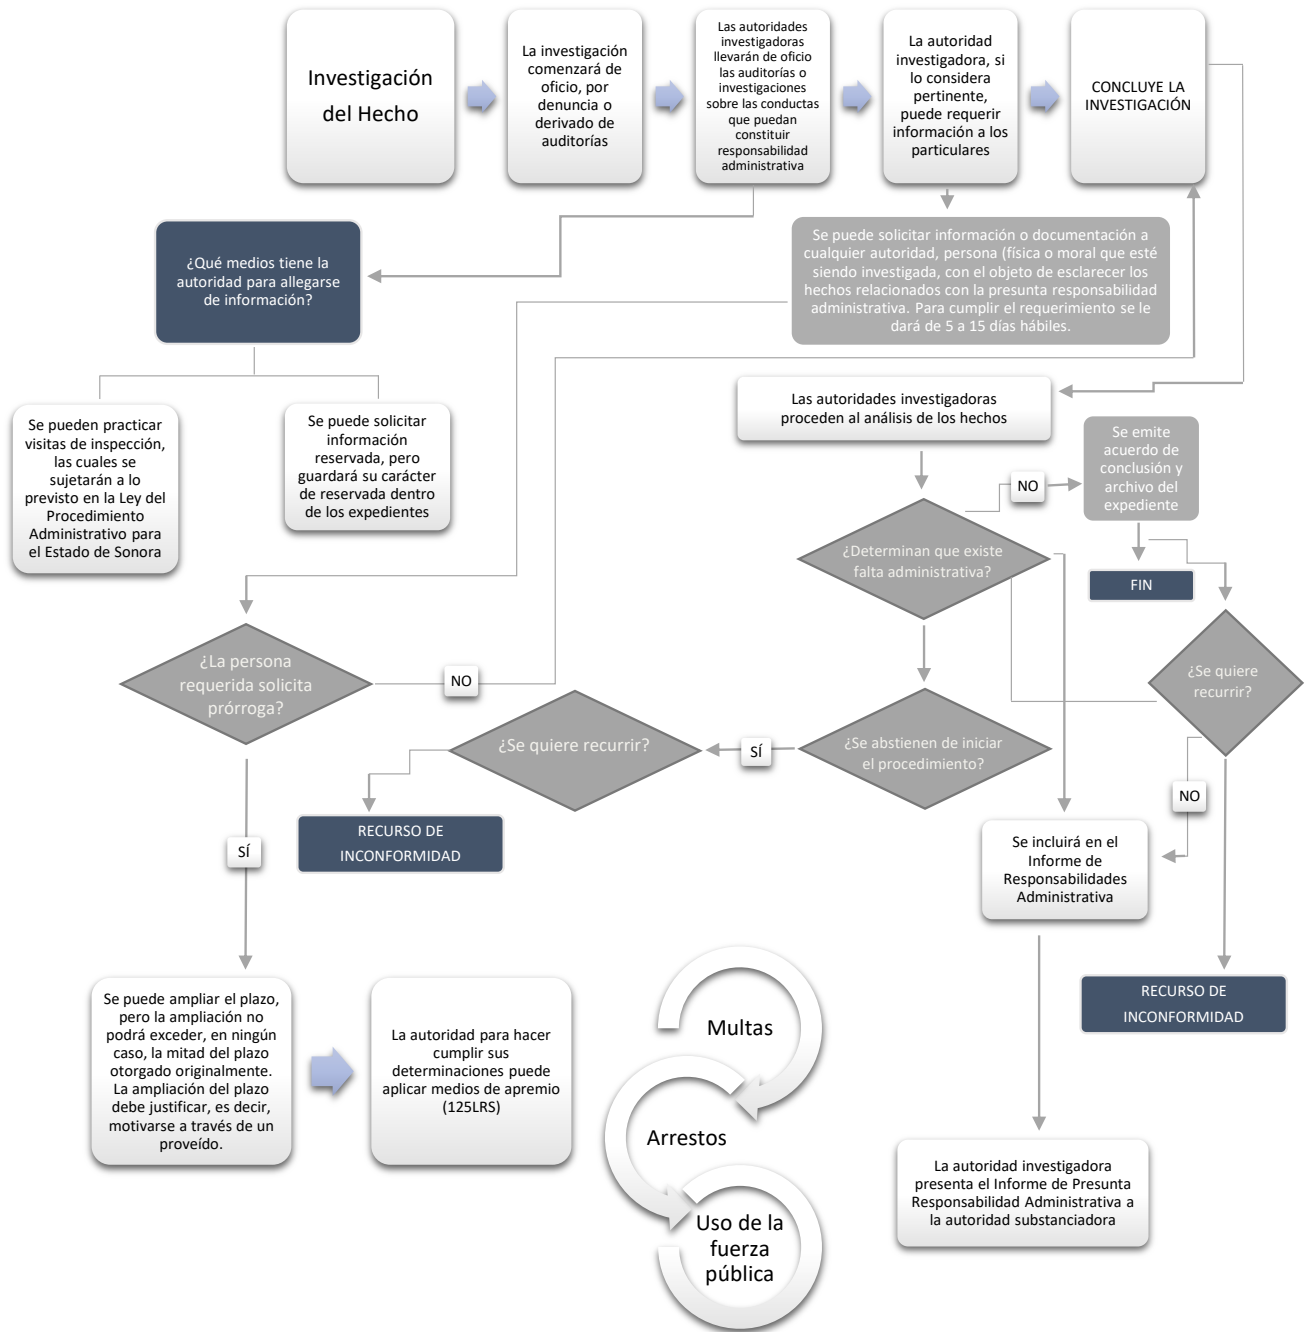 Investigación
del Hecho
La investigación
comenzará de
oficio, por
denuncia o
derivado de
auditorías
Las autoridades
investigadoras
llevarán de oficio
las auditorías o
investigaciones
sobre las conductas
que puedan
constituir
responsabilidad
administrativa
La autoridad
investigadora, si
lo considera
pertinente,
puede requerir
información a los
particulares
CONCLUYE LA
INVESTIGACIÓN
¿Qué medios tiene la
autoridad para allegarse
de información?
Se puede solicitar información o documentación a
cualquier autoridad, persona (física o moral que esté
siendo investigada, con el objeto de esclarecer los
hechos relacionados con la presunta responsabilidad
administrativa. Para cumplir el requerimiento se le
dará de 5 a 15 días hábiles.
Se pueden practicar
visitas de inspección,
las cuales se
sujetarán a lo
previsto en la Ley del
Procedimiento
Administrativo para
el Estado de Sonora
Se puede solicitar
información
reservada, pero
guardará su carácter
de reservada dentro
de los expedientes
Las autoridades investigadoras
proceden al análisis de los hechos
NO
Se emite
acuerdo de
conclusión y
archivo del
expediente
¿Determinan que existe
falta administrativa?
FIN
¿La persona
requerida solicita
prórroga?
NO
¿Se quiere
recurrir?
¿Se quiere recurrir?
SÍ
¿Se abstienen de iniciar
el procedimiento?
NO
RECURSO DE
INCONFORMIDAD
SÍ
Se incluirá en el
Informe de
Responsabilidades
Administrativa
RECURSO DE
INCONFORMIDAD
Se puede ampliar el plazo,
pero la ampliación no
podrá exceder, en ningún
caso, la mitad del plazo
otorgado originalmente.
La ampliación del plazo
debe justificar, es decir,
motivarse a través de un
proveído.
La autoridad para hacer
cumplir sus
determinaciones puede
aplicar medios de apremio
(125LRS)
Multas
Arrestos
Uso de la
fuerza
pública
La autoridad investigadora
presenta el Informe de Presunta
Responsabilidad Administrativa a
la autoridad substanciadora